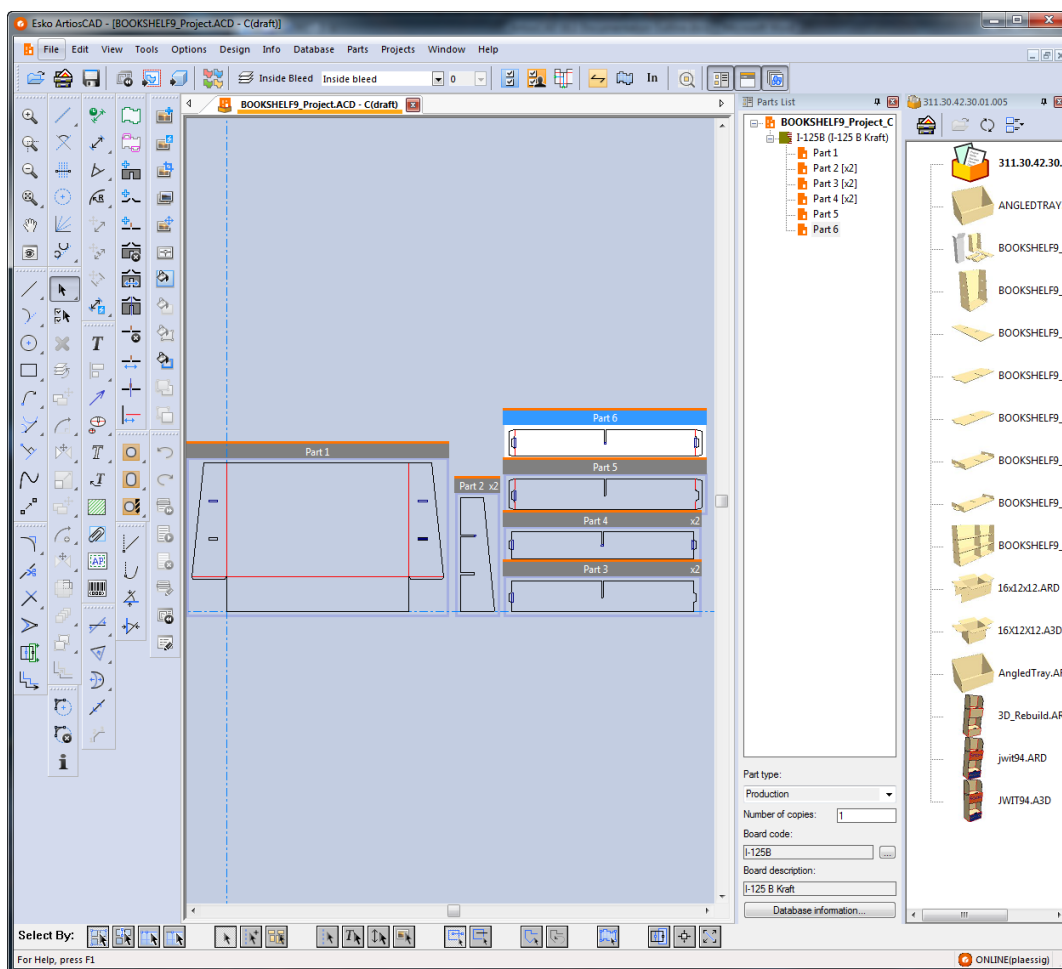 Esko ArtiosCAD - [BOOKSHELF9_Project.ACD - C(draft)]
File Edit View Tools Options Design Info Database Parts Projects Window Help
Inside Bleed Inside bleed 0 In
BOOKSHELF9_Project.ACD - C(draft)
Parts List
311.30.42.30.01.005
BOOKSHELF9_Project_C
I-125B (I-125 B Kraft)
Part 1
Part 2 [x2]
Part 3 [x2]
Part 4 [x2]
Part 5
Part 6
311.30.42.30.
ANGLEDTRAY
BOOKSHELF9_
BOOKSHELF9_
BOOKSHELF9_
BOOKSHELF9_
BOOKSHELF9_
BOOKSHELF9_
BOOKSHELF9_
BOOKSHELF9_
16x12x12.ARD
16X12X12.A3D
AngledTray.AR
3D_Rebuild.AR
jwit94.ARD
JWIT94.A3D
Part 1
Part 2 x2
Part 6
Part 5
Part 4 x2
Part 3 x2
Part type:
Production
Number of copies: 1
Board code:
I-125B ...
Board description:
I-125 B Kraft
Database information...
Select By:
For Help, press F1
ONLINE(plaessig)